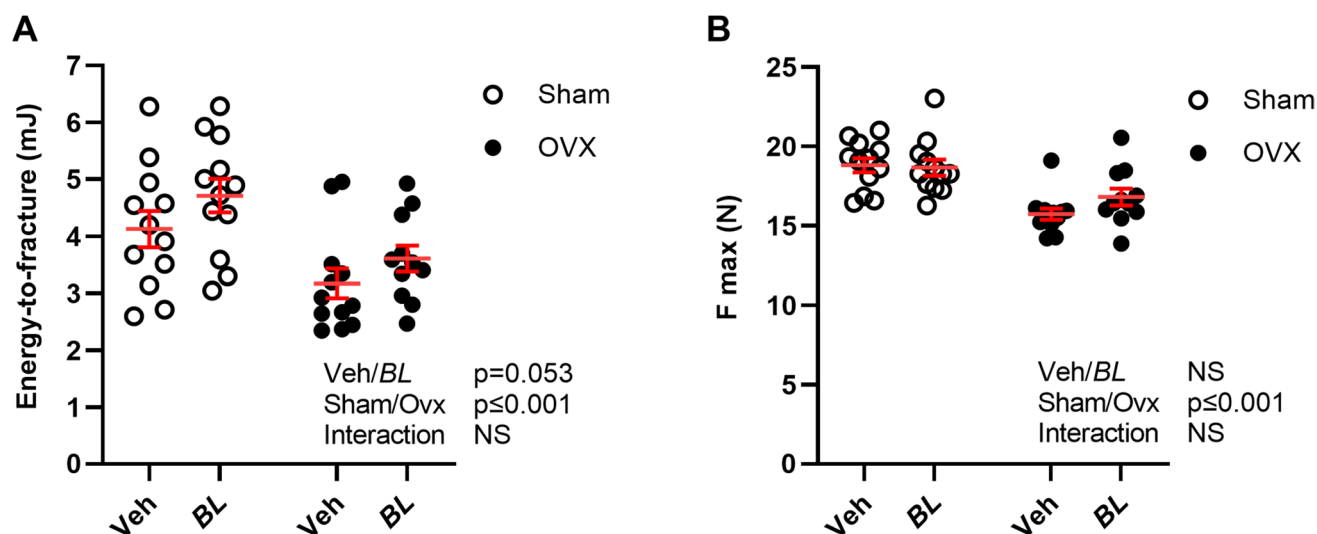 A
Energy-to-fracture (mJ)
7
6
5
4
3
2
1
0
Sham
OVX
Veh/BL p=0.053
Sham/Ovx p≤0.001
Interaction NS
Veh BL Veh BL
B
F max (N)
25
20
15
10
5
0
Sham
OVX
Veh/BL NS
Sham/Ovx p≤0.001
Interaction NS
Veh BL Veh BL